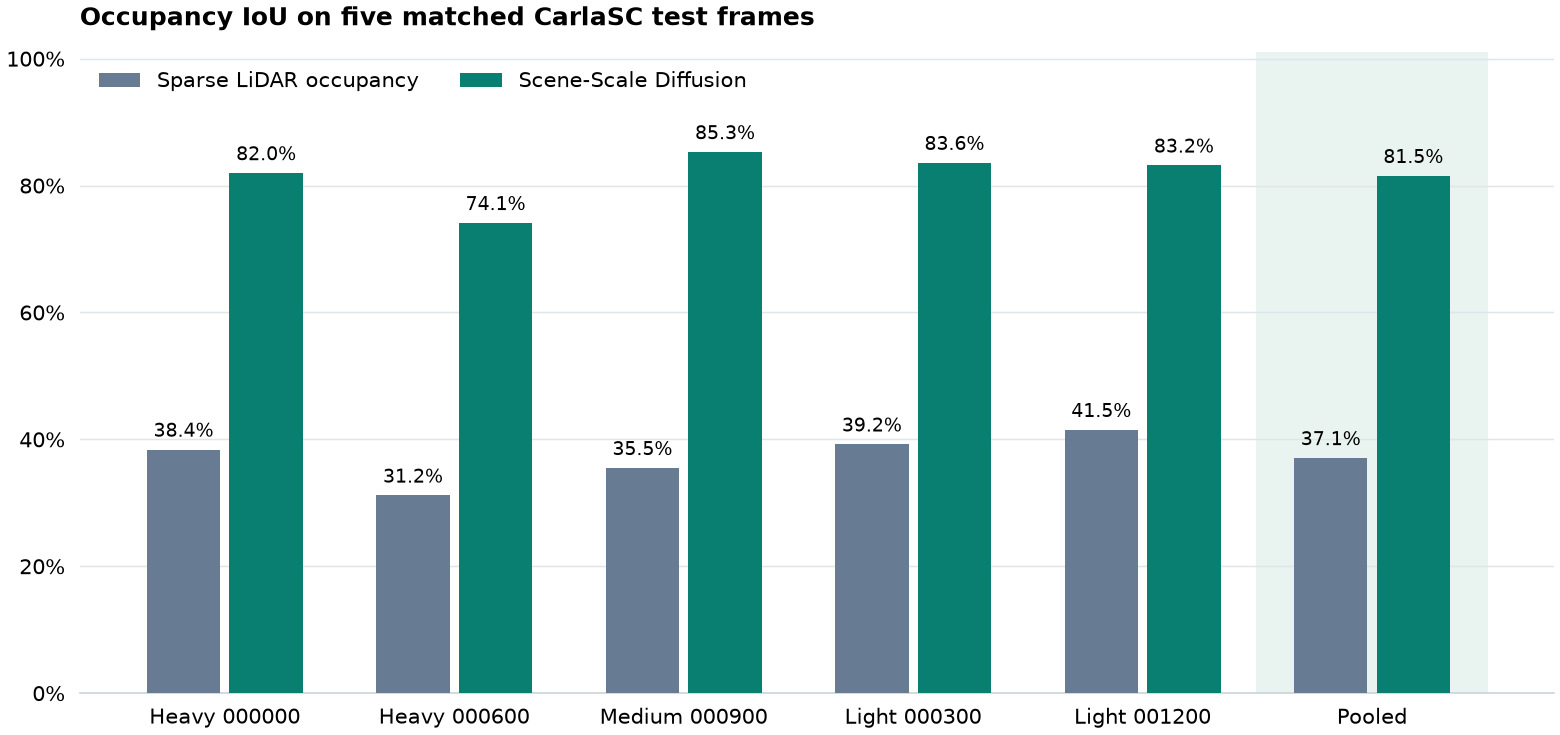 Occupancy IoU on five matched CarlaSC test frames
100%
Sparse LiDAR occupancy
Scene-Scale Diffusion
80%
60%
40%
20%
0%
38.4%
82.0%
31.2%
74.1%
35.5%
85.3%
39.2%
83.6%
41.5%
83.2%
37.1%
81.5%
Heavy 000000
Heavy 000600
Medium 000900
Light 000300
Light 001200
Pooled